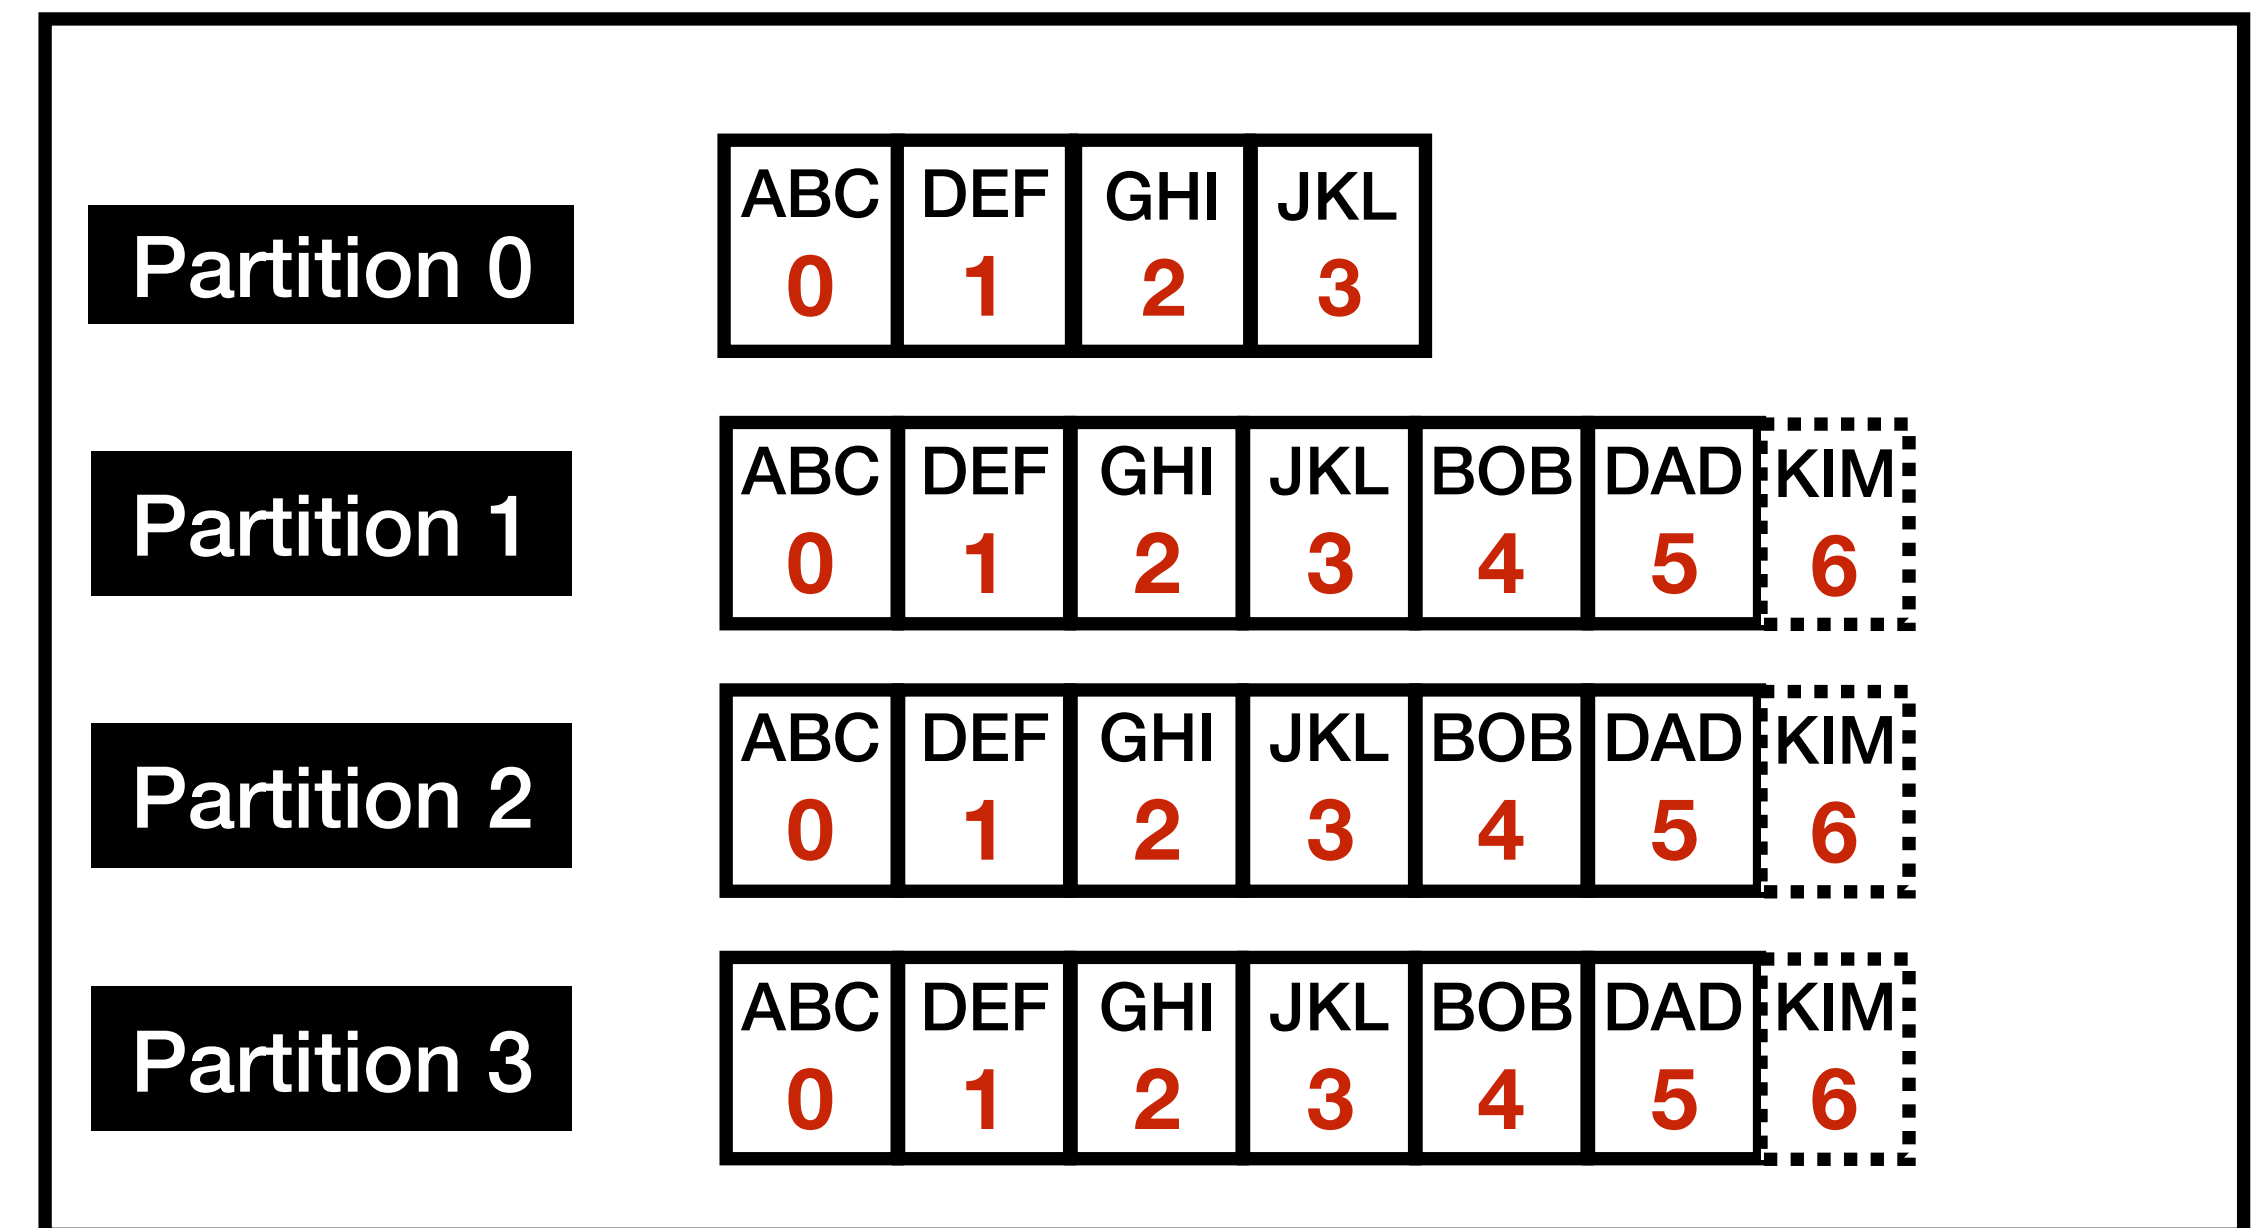 Partition 0
ABC DEF GHI JKL
0 1 2 3
Partition 1
ABC DEF GHI JKL BOB DAD KIM
0 1 2 3 4 5 6
Partition 2
ABC DEF GHI JKL BOB DAD KIM
0 1 2 3 4 5 6
Partition 3
ABC DEF GHI JKL BOB DAD KIM
0 1 2 3 4 5 6